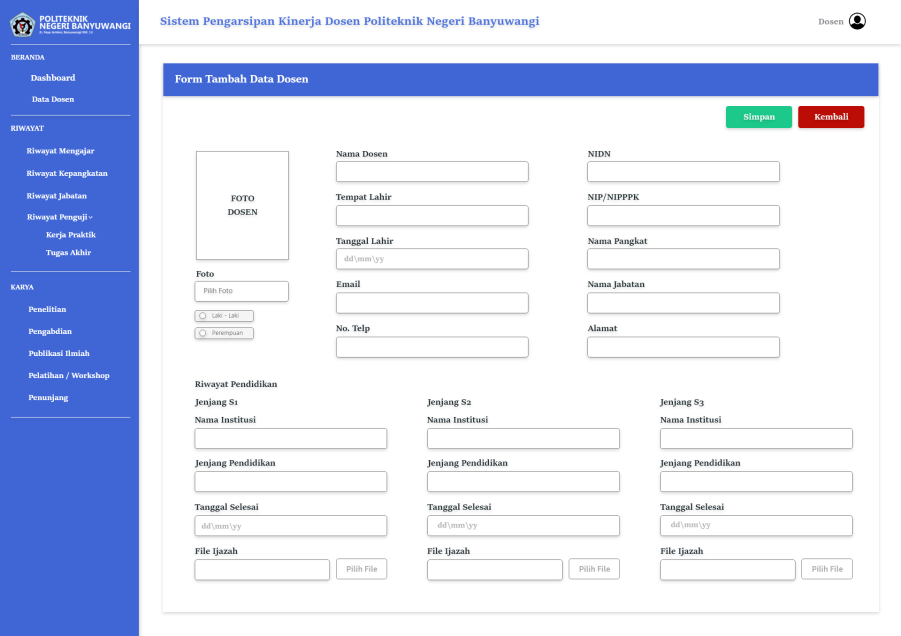 POLITEKNIK
NEGERI BANYUWANGI
Sistem Pengarsipan Kinerja Dosen Politeknik Negeri Banyuwangi
Dosen
BERANDA
Dashboard
Data Dosen
RIWAYAT
Riwayat Mengajar
Riwayat Kepangkatan
Riwayat Jabatan
Riwayat Penguji
Kerja Praktik
Tugas Akhir
KARYA
Penelitian
Pengabdian
Publikasi Ilmiah
Pelatihan / Workshop
Penunjang
Form Tambah Data Dosen
Simpan
Kembali
FOTO
DOSEN
Foto
Pilih Foto
Laki - Laki
Perempuan
Nama Dosen
Tempat Lahir
Tanggal Lahir
dd\mm\yy
Email
No. Telp
NIDN
NIP/NIPPPK
Nama Pangkat
Nama Jabatan
Alamat
Riwayat Pendidikan
Jenjang S1
Nama Institusi
Jenjang Pendidikan
Tanggal Selesai
dd\mm\yy
File Ijazah
Pilih File
Jenjang S2
Nama Institusi
Jenjang Pendidikan
Tanggal Selesai
dd\mm\yy
File Ijazah
Pilih File
Jenjang S3
Nama Institusi
Jenjang Pendidikan
Tanggal Selesai
dd\mm\yy
File Ijazah
Pilih File